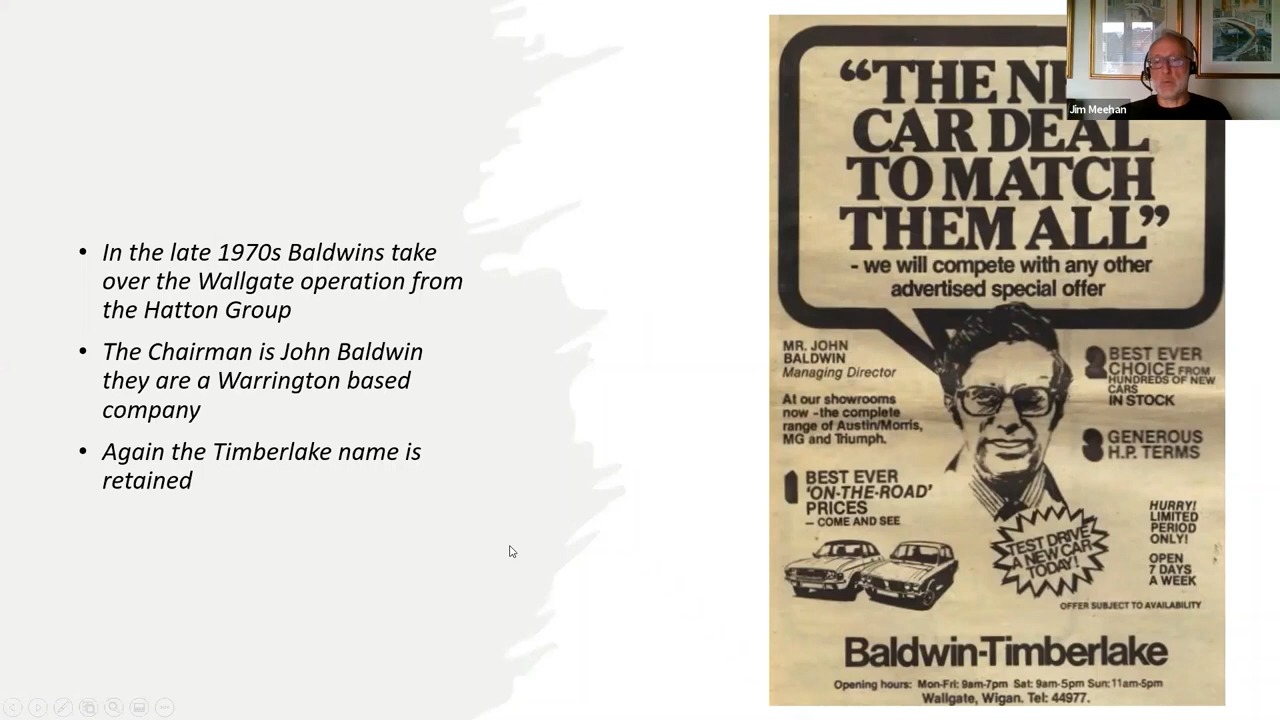 • In the late 1970s Baldwins take
over the Wallgate operation from
the Hatton Group
• The Chairman is John Baldwin
they are a Warrington based
company
• Again the Timberlake name is
retained
Jim Meehan
“THE
CAR DEAL
TO MATCH
THEM ALL”
- we will compete with any other
advertised special offer
MR. JOHN
BALDWIN
Managing Director
At our showrooms
now -the complete
range of Austin/Morris,
MG and Triumph.
1 BEST EVER
'ON-THE-ROAD'
PRICES
– COME AND SEE
2 BEST EVER
CHOICE FROM
HUNDREDS OF NEW
CARS
IN STOCK
3 GENEROUS
H.P. TERMS
TEST DRIVE
A NEW CAR
TODAY!
HURRY!
LIMITED
PERIOD
ONLY!
OPEN
7 DAYS
A WEEK
OFFER SUBJECT TO AVAILABILITY
Baldwin-Timberlake
Opening hours: Mon-Fri: 9am-7pm Sat: 9am-5pm Sun: 11am-5pm
Wallgate, Wigan. Tel: 44977.